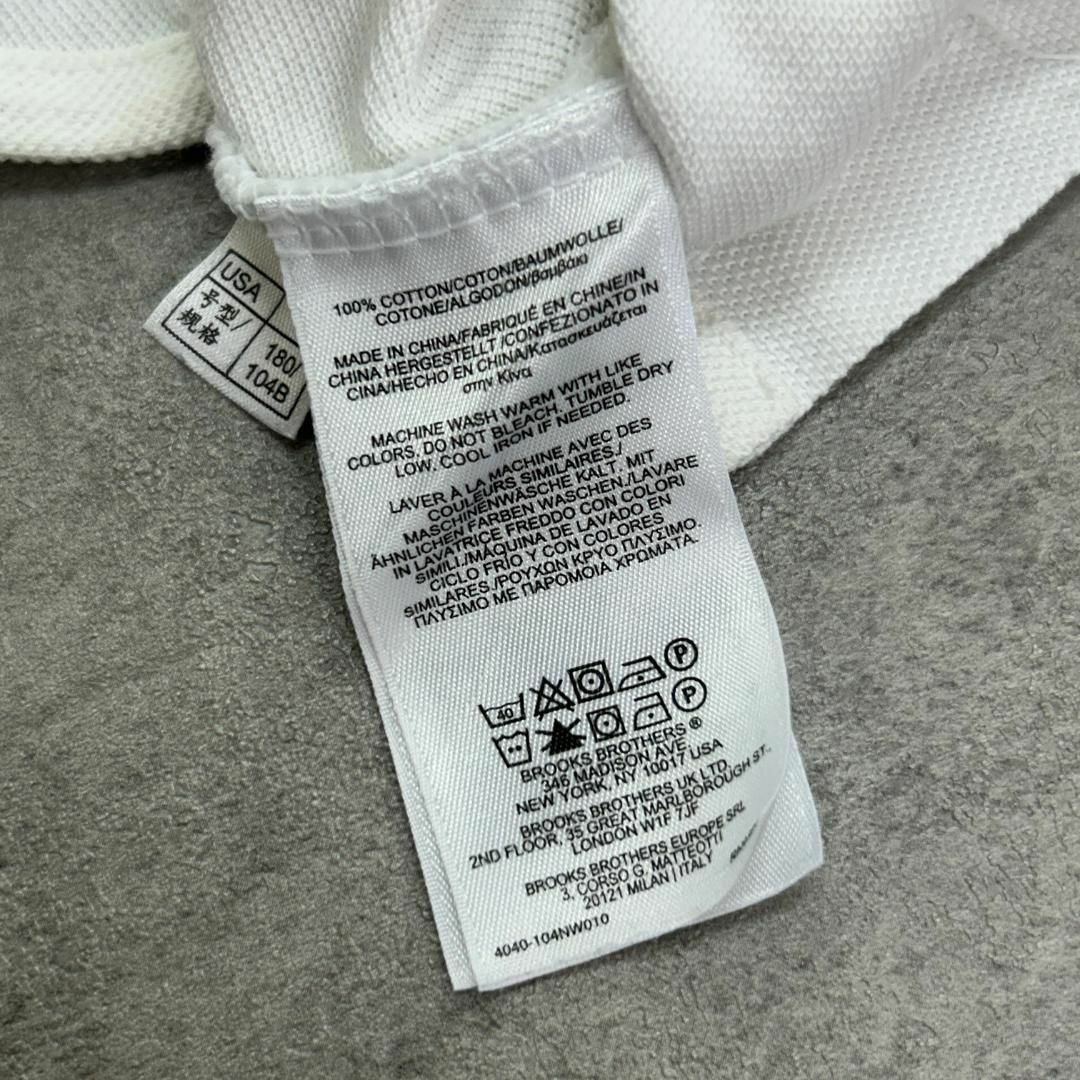 USA
号型/
规格
180/
104B
100% COTTON/COTON/BAUMWOLLE/
COTONE/ALGODON/βαμβάκι
MADE IN CHINA/FABRIQUÉ EN CHINE/IN
CHINA HERGESTELLT /CONFEZIONATO IN
CINA/HECHO EN CHINA/Κατασκευάζεται
στην Κίνα
MACHINE WASH WARM WITH LIKE
COLORS. DO NOT BLEACH. TUMBLE DRY
LOW. COOL IRON IF NEEDED.
LAVER À LA MACHINE AVEC DES
COULEURS SIMILAIRES./
MASCHINENWÄSCHE KALT. MIT
ÄHNLICHEN FARBEN WASCHEN./LAVARE
IN LAVATRICE FREDDO CON COLORI
SIMILI./MÁQUINA DE LAVADO EN
CICLO FRÍO Y CON COLORES
SIMILARES./ΡΟΥΧΩΝ ΚΡΥΟ ΠΛΥΣΙΜΟ.
ΠΛΥΣΙΜΟ ΜΕ ΠΑΡΟΜΟΙΑ ΧΡΩΜΑΤΑ.
40 P
P
BROOKS BROTHERS ®
346 MADISON AVE
NEW YORK, NY 10017 USA
BROOKS BROTHERS UK LTD
2ND FLOOR, 35 GREAT MARLBOROUGH ST.,
LONDON W1F 7JF
BROOKS BROTHERS EUROPE SRL
3, CORSO G. MATTEOTTI
20121 MILAN | ITALY
4040-104NW010